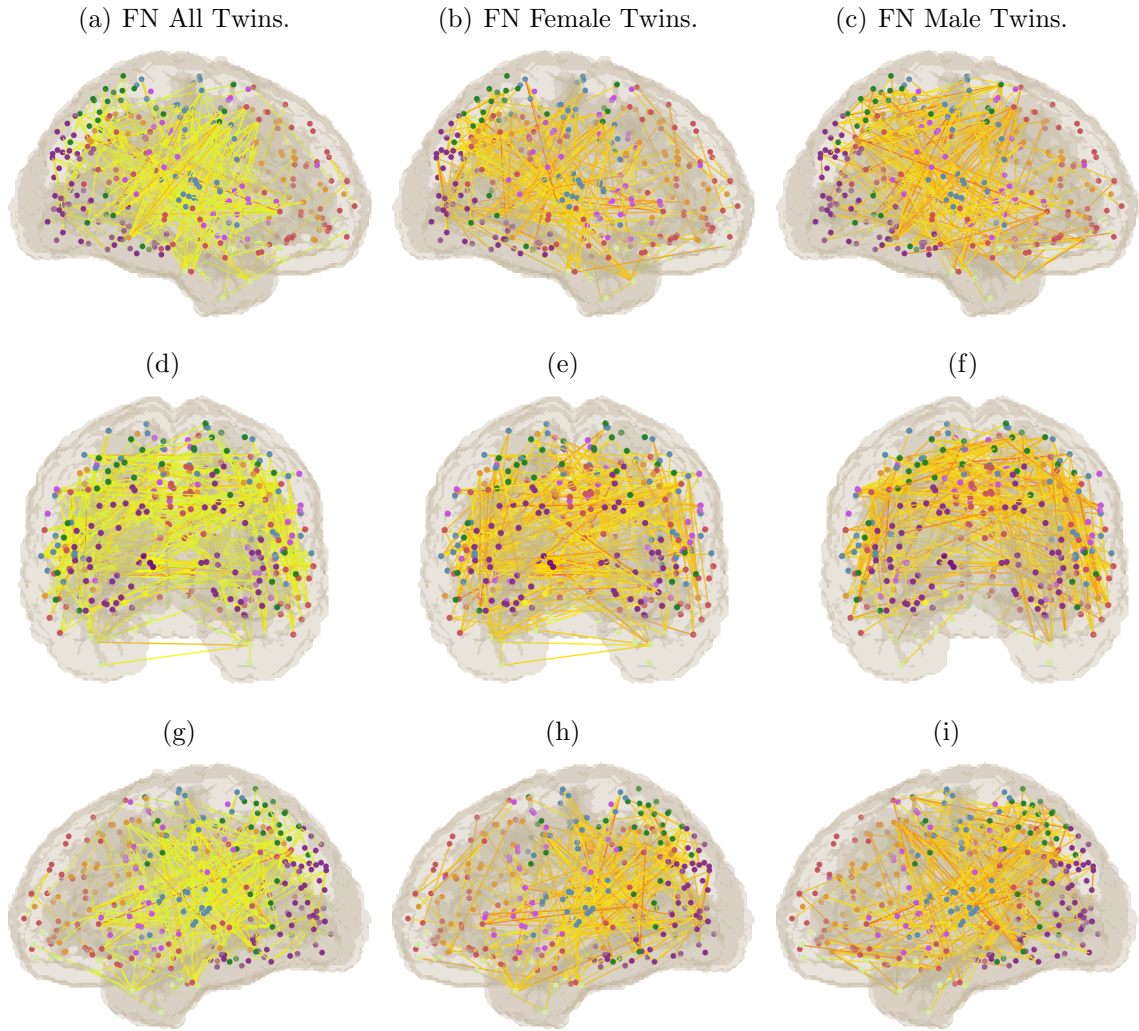 (a) FN All Twins.
(b) FN Female Twins.
(c) FN Male Twins.
(d)
(e)
(f)
(g)
(h)
(i)